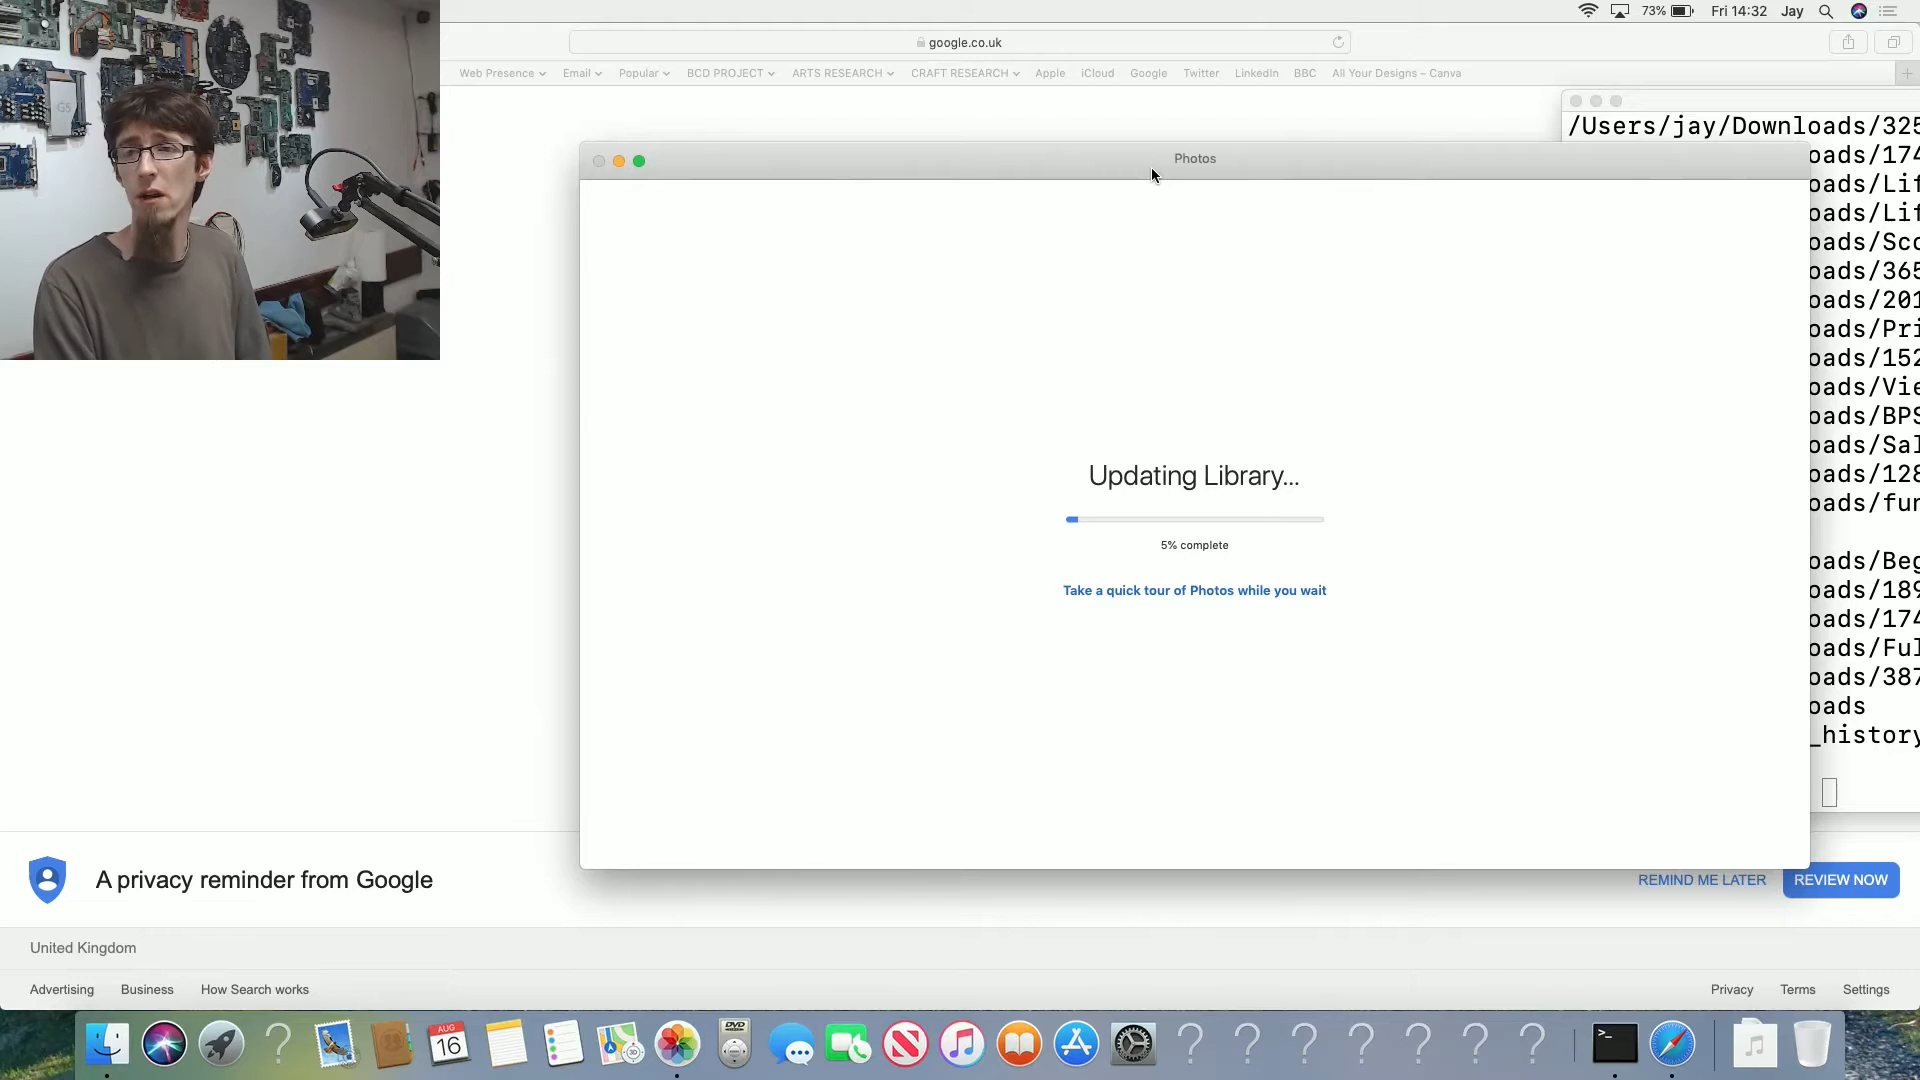 73% Fri 14:32 Jay
google.co.uk
Web Presence Email Popular BCD PROJECT ARTS RESEARCH CRAFT RESEARCH Apple iCloud Google Twitter LinkedIn BBC All Your Designs – Canva
G5
Photos
/Users/jay/Downloads/325
oads/174
oads/Lif
oads/Lif
oads/Sco
oads/365
oads/201
oads/Pri
oads/152
oads/Vie
oads/BPS
oads/Sal
oads/128
oads/fun
oads/Beg
oads/189
oads/174
oads/Ful
oads/387
oads
_history
Updating Library...
5% complete
Take a quick tour of Photos while you wait
A privacy reminder from Google
REMIND ME LATER REVIEW NOW
United Kingdom
Advertising Business How Search works
Privacy Terms Settings
AUG
16
3D
DVD
>_